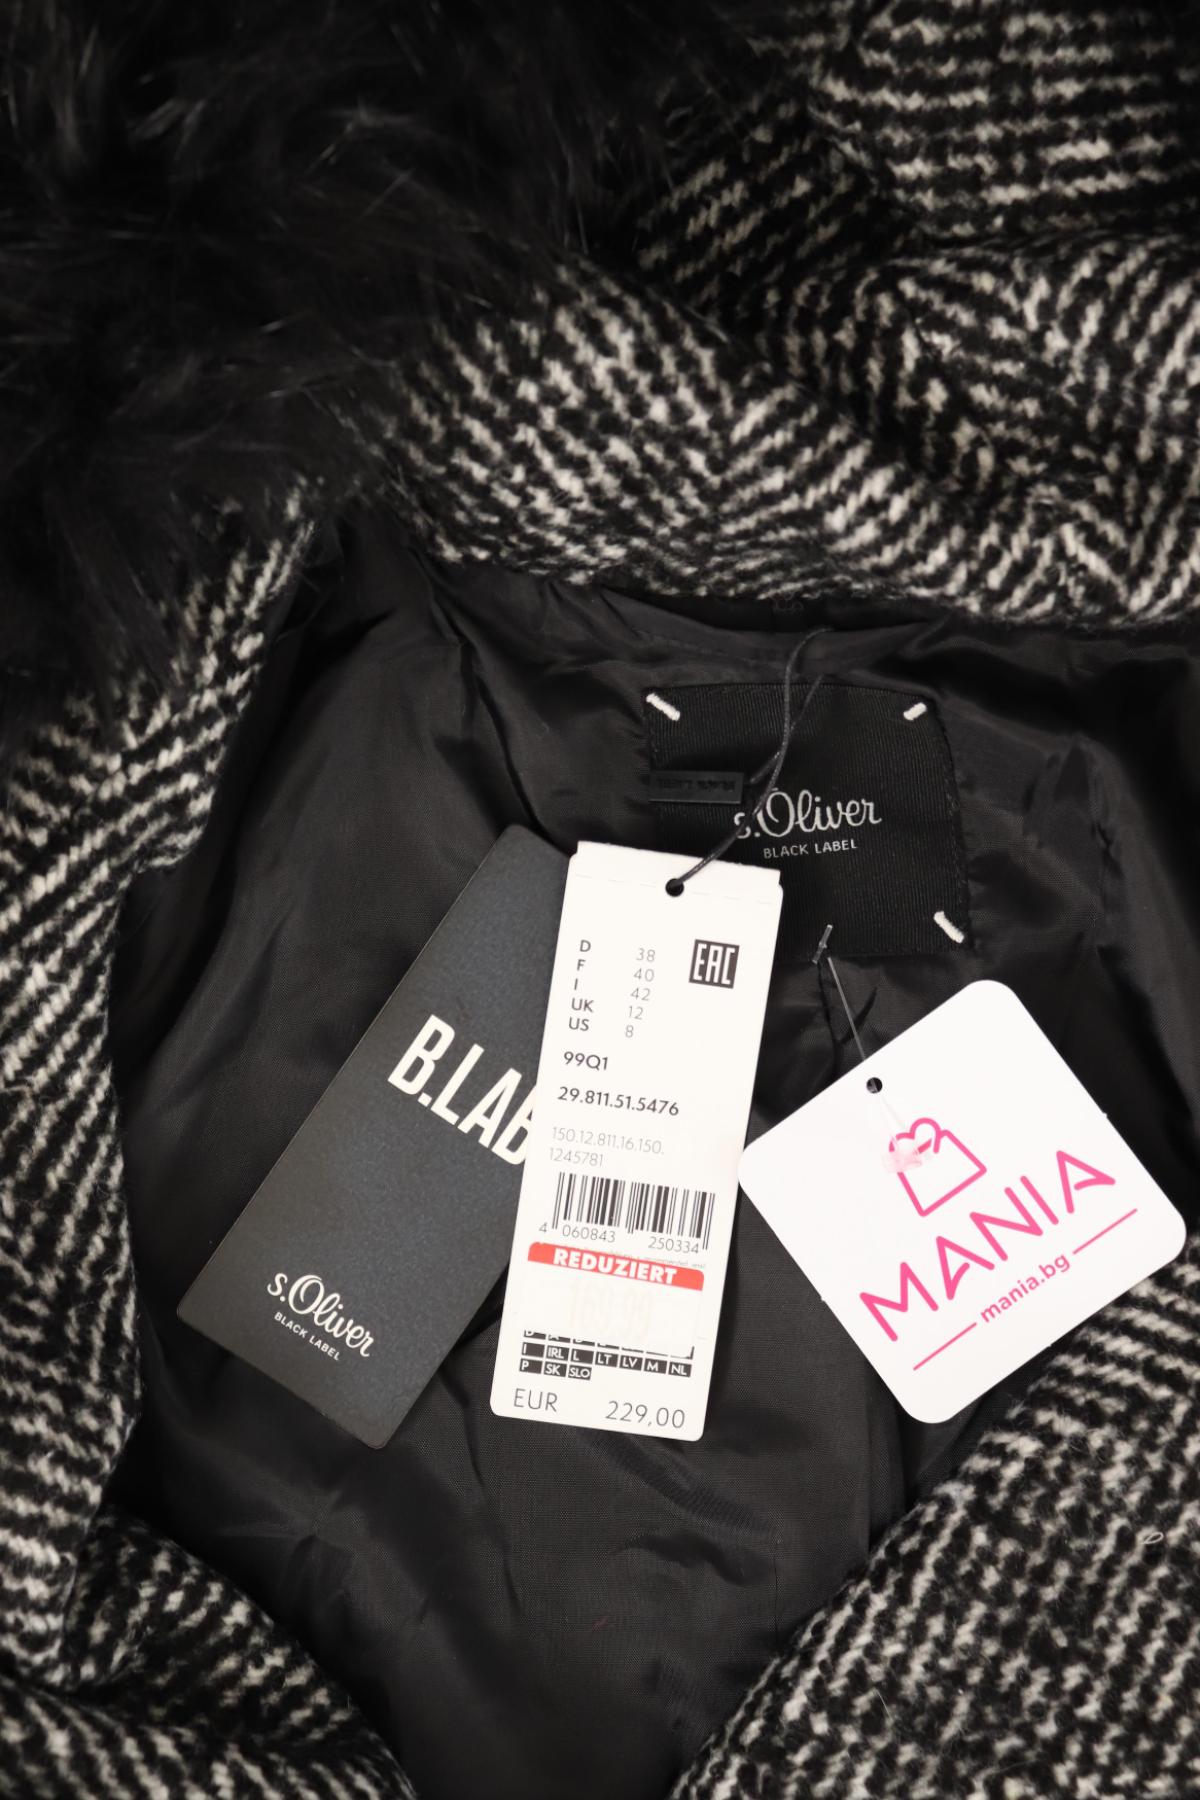 s.Oliver
BLACK LABEL
B.LAB
s.Oliver
BLACK LABEL
EAC
D 38
F 40
I 42
UK 12
US 8
99Q1
29.811.51.5476
150.12.811.16.150.
1245781
4 060843 250334
REDUZIERT
169.99
I IRL L LT LV M NL
P SK SLO
EUR 229,00
MANIA
mania.bg